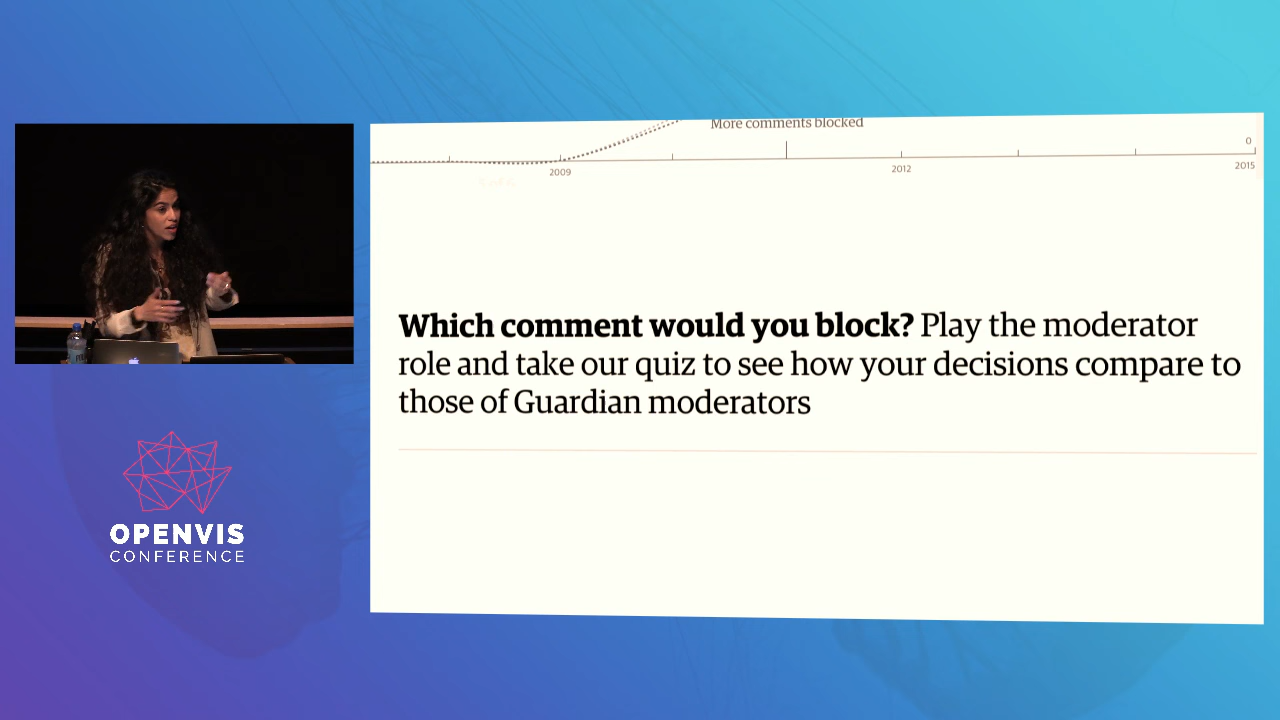 More comments blocked
0
2009
2012
2015
Which comment would you block? Play the moderator
role and take our quiz to see how your decisions compare to
those of Guardian moderators
OPENVIS
CONFERENCE